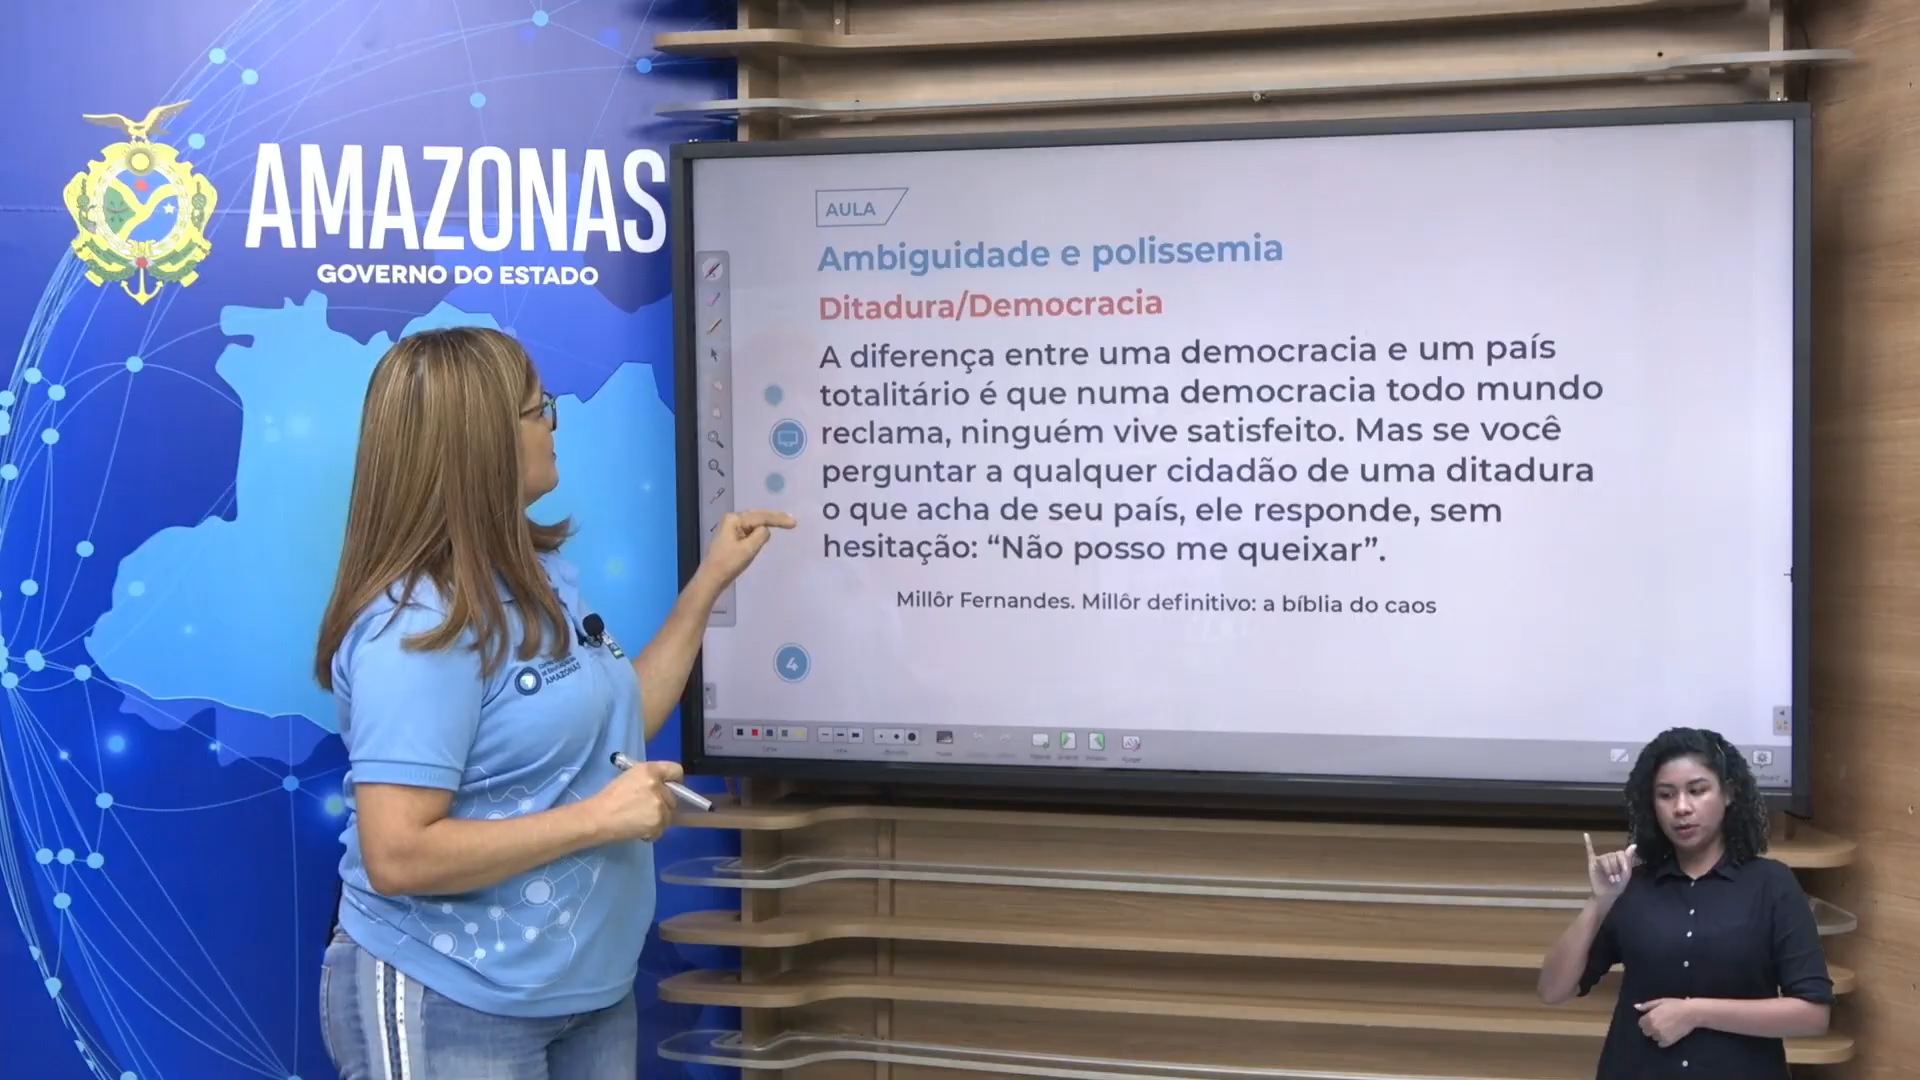 AMAZONAS
GOVERNO DO ESTADO
AULA
Ambiguidade e polissemia
Ditadura/Democracia
A diferença entre uma democracia e um país
totalitário é que numa democracia todo mundo
reclama, ninguém vive satisfeito. Mas se você
perguntar a qualquer cidadão de uma ditadura
o que acha de seu país, ele responde, sem
hesitação: “Não posso me queixar”.
Millôr Fernandes. Millôr definitivo: a bíblia do caos
4
AMAZONAS